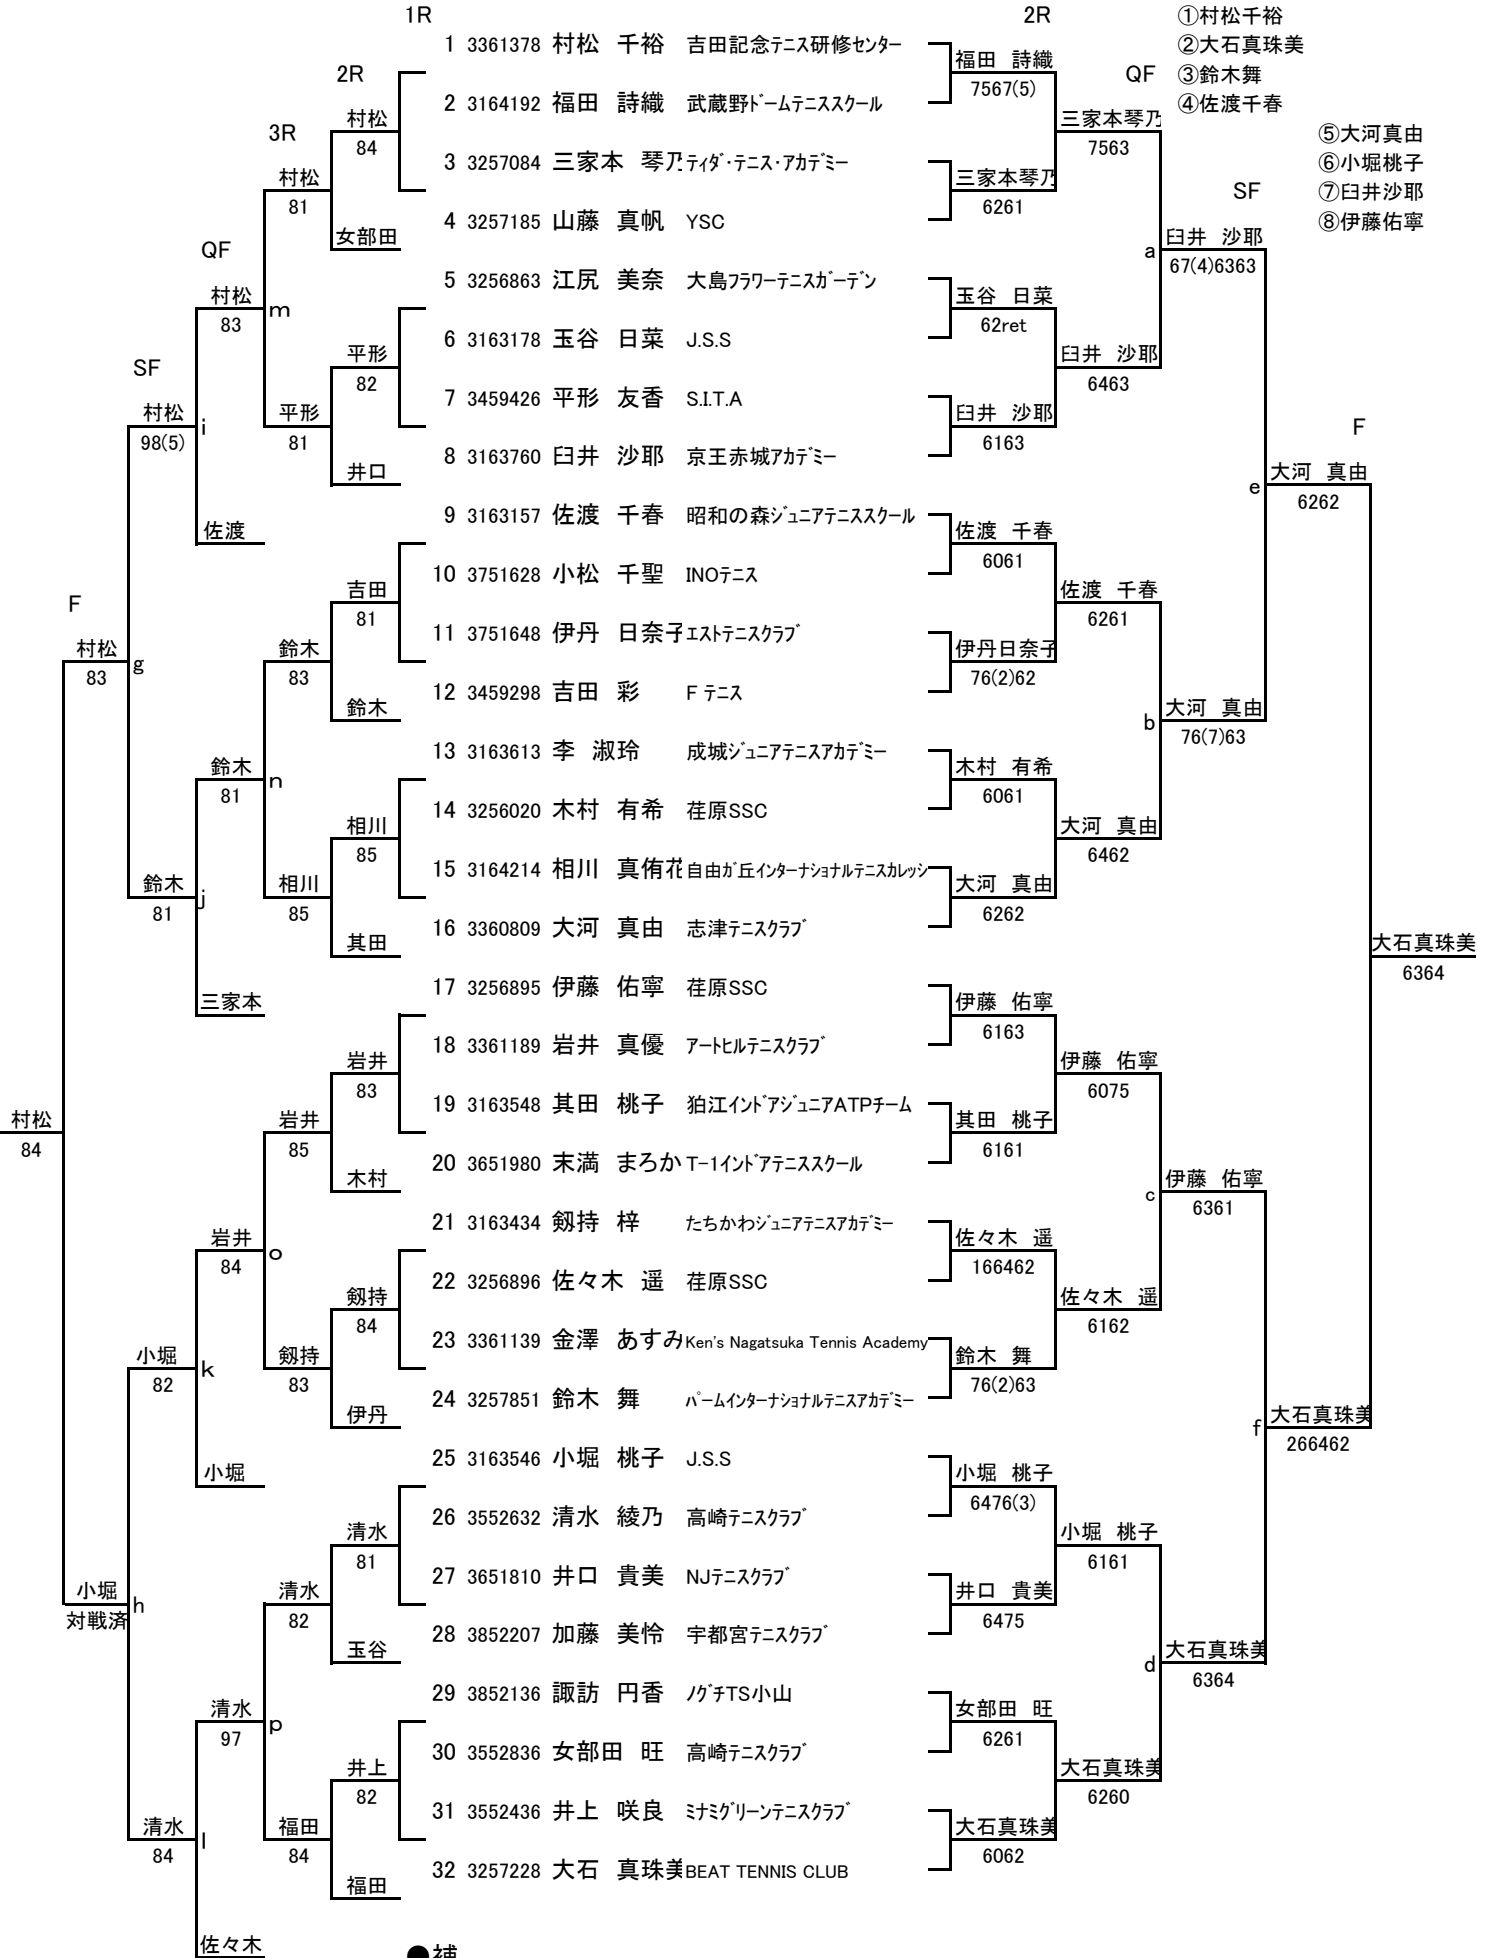 1R
2R
①村松千裕
②大石真珠美
③鈴木舞
④佐渡千春
⑤大河真由
⑥小堀桃子
⑦臼井沙耶
⑧伊藤佑寧
2R
3R
QF
SF
F
QF
SF
F
1 3361378 村松 千裕 吉田記念テニス研修センター
2 3164192 福田 詩織 武蔵野ドームテニススクール
3 3257084 三家本 琴乃 ティダ・テニス・アカデミー
4 3257185 山藤 真帆 YSC
5 3256863 江尻 美奈 大島フラワーテニスガーデン
6 3163178 玉谷 日菜 J.S.S
7 3459426 平形 友香 S.I.T.A
8 3163760 臼井 沙耶 京王赤城アカデミー
9 3163157 佐渡 千春 昭和の森ジュニアテニススクール
10 3751628 小松 千聖 INOテニス
11 3751648 伊丹 日奈子 エストテニスクラブ
12 3459298 吉田 彩 F テニス
13 3163613 李 淑玲 成城ジュニアテニスアカデミー
14 3256020 木村 有希 荏原SSC
15 3164214 相川 真侑花 自由ガ丘インターナショナルテニスカレッジ
16 3360809 大河 真由 志津テニスクラブ
17 3256895 伊藤 佑寧 荏原SSC
18 3361189 岩井 真優 アートヒルテニスクラブ
19 3163548 其田 桃子 狛江インドアジュニアATPチーム
20 3651980 末満 まろか T-1インドアテニススクール
21 3163434 剱持 梓 たちかわジュニアテニスアカデミー
22 3256896 佐々木 遥 荏原SSC
23 3361139 金澤 あすみ Ken's Nagatsuka Tennis Academy
24 3257851 鈴木 舞 パームインターナショナルテニスアカデミー
25 3163546 小堀 桃子 J.S.S
26 3552632 清水 綾乃 高崎テニスクラブ
27 3651810 井口 貴美 NJテニスクラブ
28 3852207 加藤 美怜 宇都宮テニスクラブ
29 3852136 諏訪 円香 ノグチTS小山
30 3552836 女部田 旺 高崎テニスクラブ
31 3552436 井上 咲良 ミナミグリーンテニスクラブ
32 3257228 大石 真珠美 BEAT TENNIS CLUB
福田 詩織
7567(5)
三家本琴乃
6261
玉谷 日菜
62ret
臼井 沙耶
6163
佐渡 千春
6061
伊丹日奈子
76(2)62
木村 有希
6061
大河 真由
6262
伊藤 佑寧
6163
其田 桃子
6161
佐々木 遥
166462
鈴木 舞
76(2)63
小堀 桃子
6476(3)
井口 貴美
6475
女部田 旺
6261
大石真珠美
6062
三家本琴乃
7563
臼井 沙耶
6463
佐渡 千春
6261
大河 真由
6462
伊藤 佑寧
6075
佐々木 遥
6162
小堀 桃子
6161
大石真珠美
6260
a
臼井 沙耶
67(4)6363
b
大河 真由
76(7)63
c
伊藤 佑寧
6361
d
大石真珠美
6364
e
大河 真由
6262
f
大石真珠美
266462
大石真珠美
6364
村松
84
女部田
平形
82
井口
吉田
81
鈴木
相川
85
其田
岩井
83
木村
剱持
84
伊丹
清水
81
玉谷
井上
82
福田
村松
81
平形
81
鈴木
83
相川
85
岩井
85
剱持
83
清水
82
福田
84
村松
83
m
佐渡
鈴木
81
n
三家本
岩井
84
o
小堀
清水
97
p
佐々木
村松
98(5)
i
鈴木
81
j
小堀
82
k
清水
84
l
村松
83
g
小堀
対戦済
h
村松
84
●補